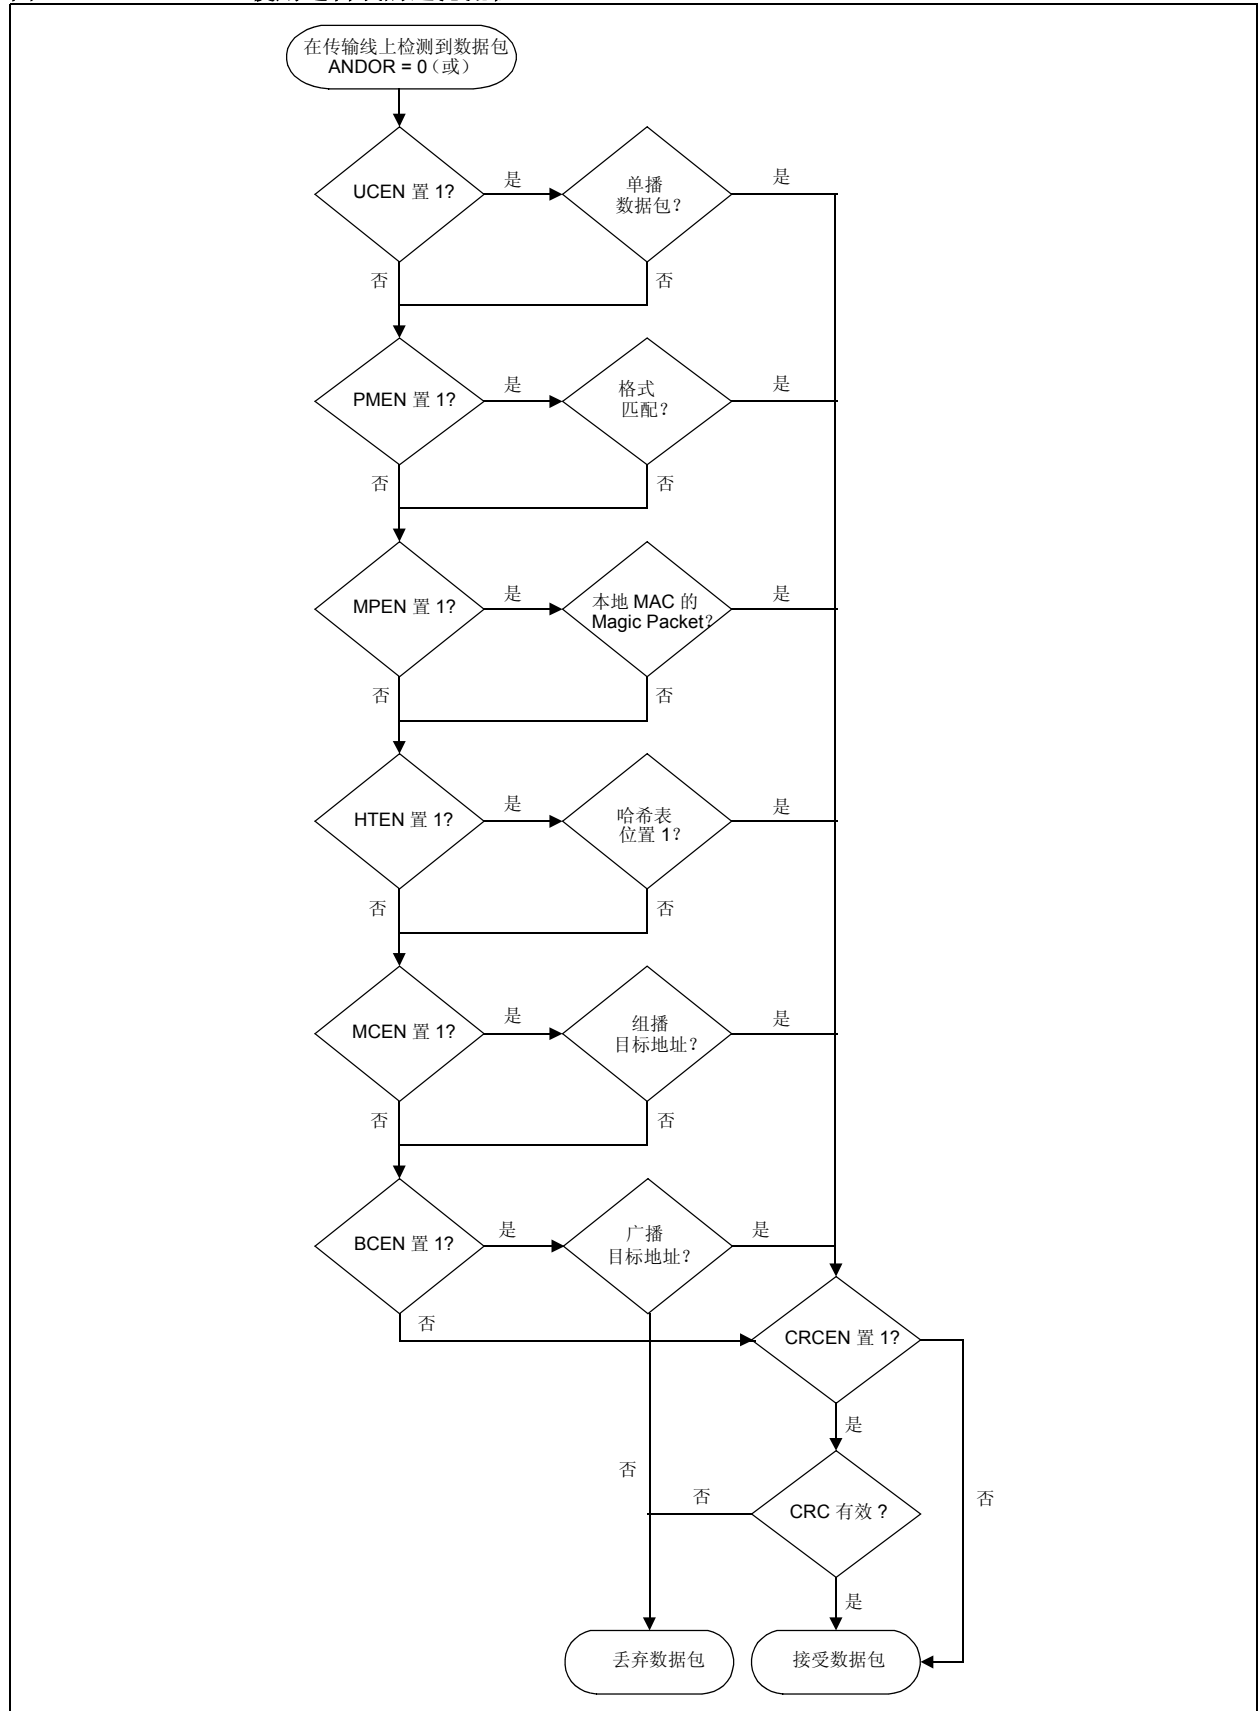 在传输线上检测到数据包
ANDOR = 0（或）
UCEN 置 1?
是
单播
数据包?
是
否
否
PMEN 置 1?
是
格式
匹配?
是
否
否
MPEN 置 1?
是
本地 MAC 的
Magic Packet?
是
否
否
HTEN 置 1?
是
哈希表
位置 1?
是
否
否
MCEN 置 1?
是
组播
目标地址?
是
否
否
BCEN 置 1?
是
广播
目标地址?
是
否
CRCEN 置 1?
是
否
否
CRC 有效 ?
否
是
丢弃数据包
接受数据包